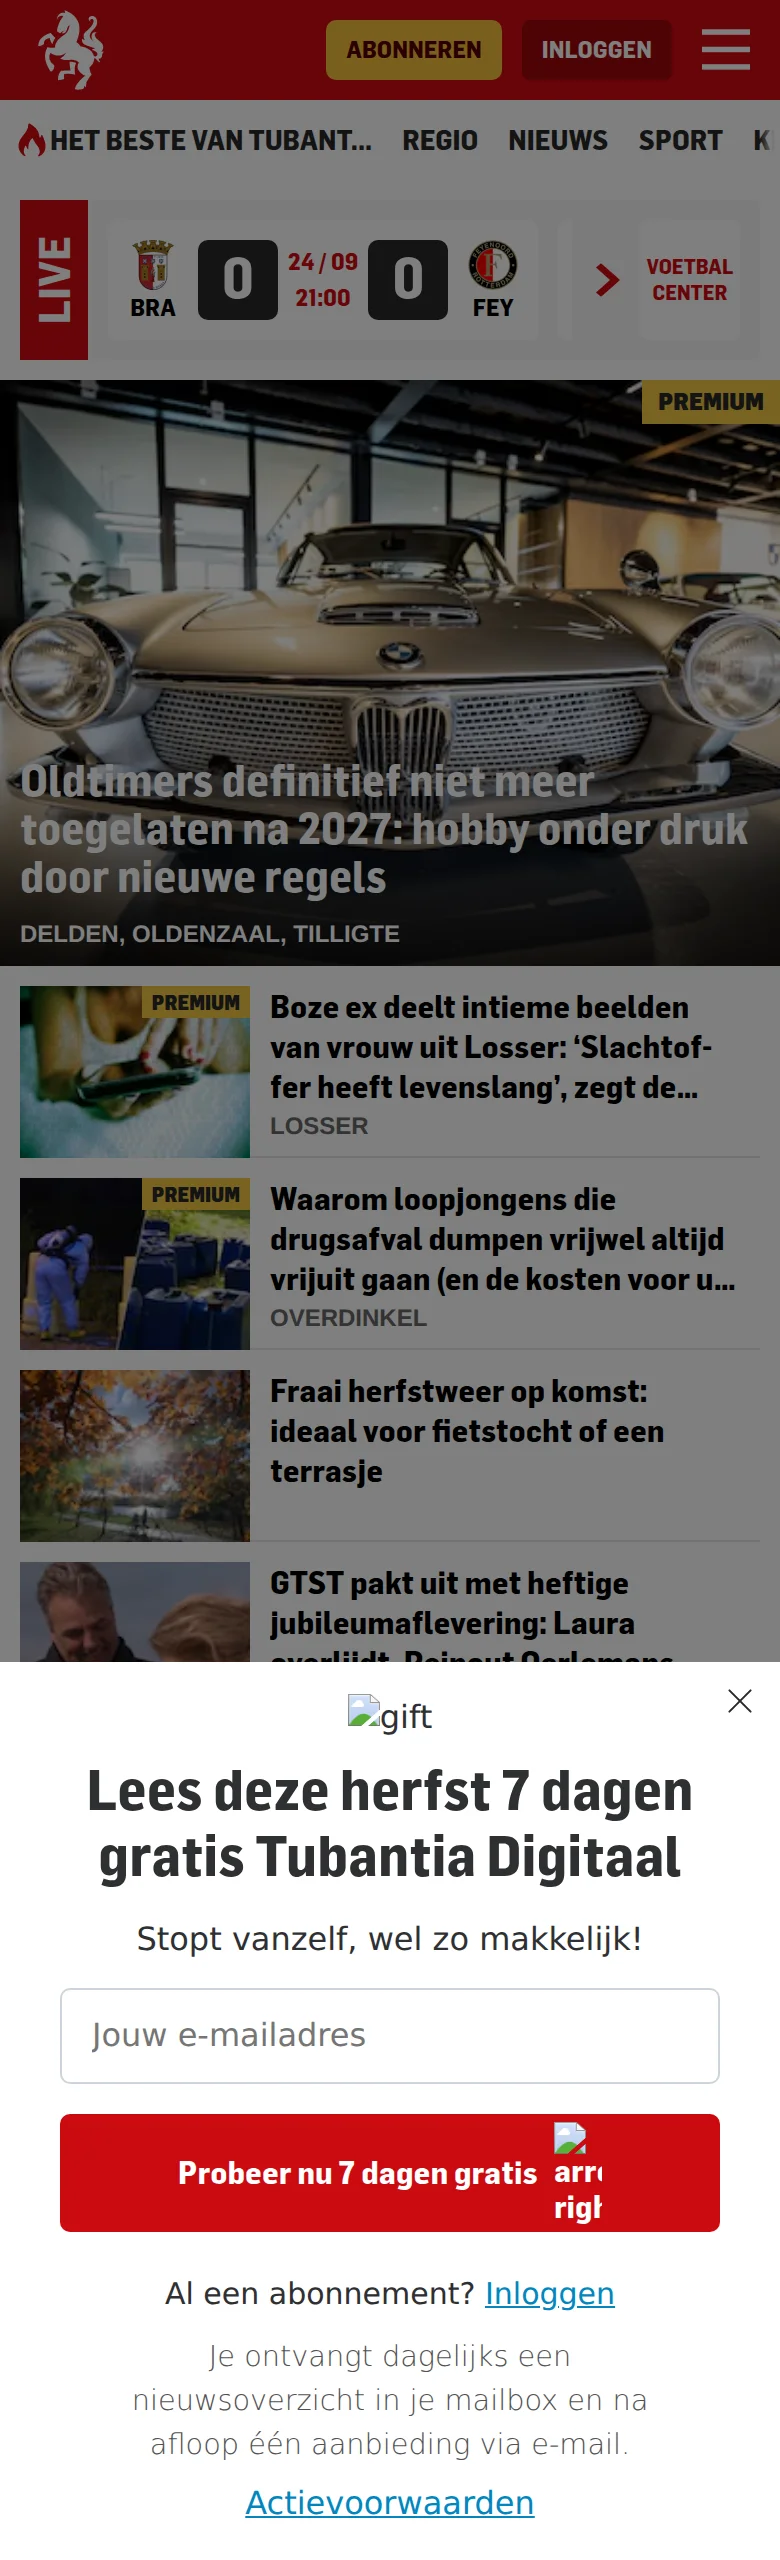 ABONNEREN
INLOGGEN
HET BESTE VAN TUBANT... REGIO NIEUWS SPORT
LIVE
BRA
0
24 / 09
21:00
0
FEY
VOETBAL
CENTER
PREMIUM
Oldtimers definitief niet meer
toegelaten na 2027: hobby onder druk
door nieuwe regels
DELDEN, OLDENZAAL, TILLIGTE
PREMIUM
Boze ex deelt intieme beelden
van vrouw uit Losser: ‘Slachtof-
fer heeft levenslang’, zegt de...
LOSSER
PREMIUM
Waarom loopjongens die
drugsafval dumpen vrijwel altijd
vrijuit gaan (en de kosten voor u...
OVERDINKEL
Fraai herfstweer op komst:
ideaal voor fietstocht of een
terrasje
GTST pakt uit met heftige
jubileumaflevering: Laura
overlijdt, Reinout Oerlemans
gift
Lees deze herfst 7 dagen
gratis Tubantia Digitaal
Stopt vanzelf, wel zo makkelijk!
Jouw e-mailadres
Probeer nu 7 dagen gratis
Al een abonnement? Inloggen
Je ontvangt dagelijks een
nieuwsoverzicht in je mailbox en na
afloop één aanbieding via e-mail.
Actievoorwaarden